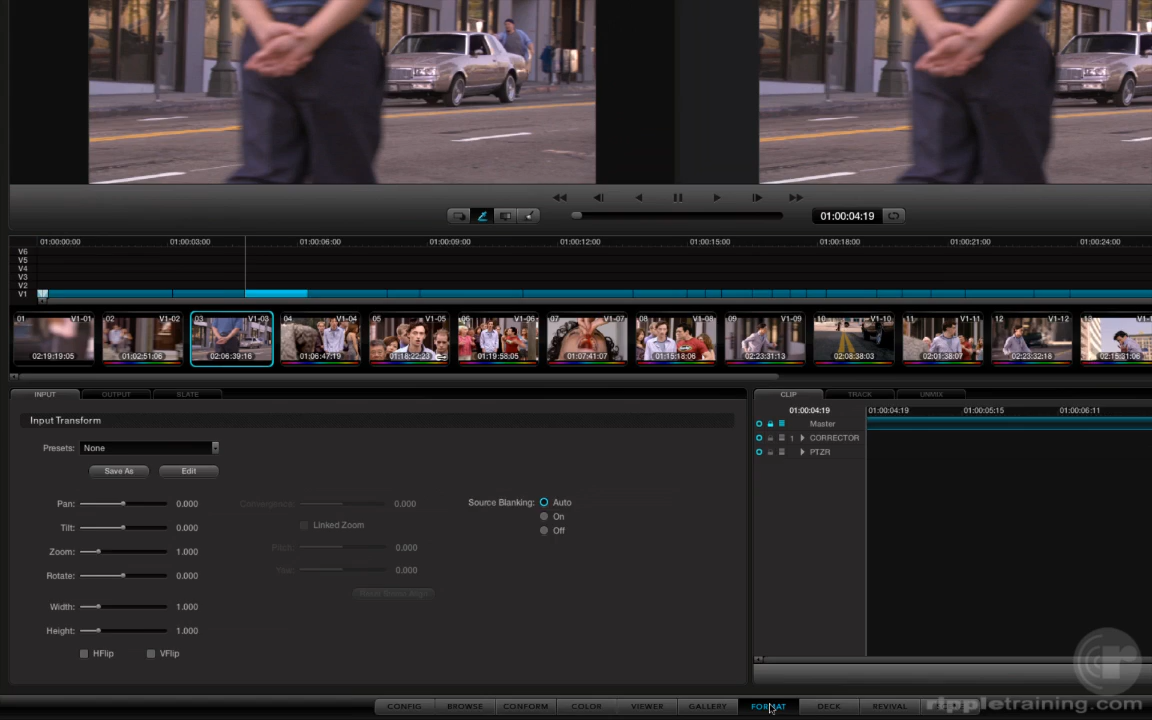 01:00:04:19
01:00:00:00 01:00:03:00 01:00:06:00 01:00:09:00 01:00:12:00 01:00:15:00 01:00:18:00 01:00:21:00 01:00:24:00
V6
V5
V4
V3
V2
V1
01 V1-01 02 V1-02 03 V1-03 04 V1-04 05 V1-05 06 V1-06 07 V1-07 08 V1-08 09 V1-09 10 V1-10 11 V1-11 12 V1-12 13
02:19:19:05 01:02:51:06 02:06:39:16 01:06:47:19 01:18:22:23 01:19:58:05 01:07:41:07 01:15:18:06 02:23:31:13 02:08:38:03 02:01:38:07 02:23:32:18 02:15:31:06
INPUT OUTPUT SLATE CLIP TRACK UNMIX
01:00:04:19 01:00:04:19 01:00:05:15 01:00:06:11
Input Transform
Master
1 CORRECTOR
PTZR
Presets: None
Save As Edit
Pan: 0.000 Convergence: 0.000 Source Blanking: Auto
On
Off
Tilt: 0.000 Linked Zoom
Zoom: 1.000 Pitch: 0.000
Rotate: 0.000 Yaw: 0.000
Reset Stereo Align
Width: 1.000
Height: 1.000
HFlip VFlip
CONFIG BROWSE CONFORM COLOR VIEWER GALLERY FORMAT DECK REVIVAL
rippletraining.com